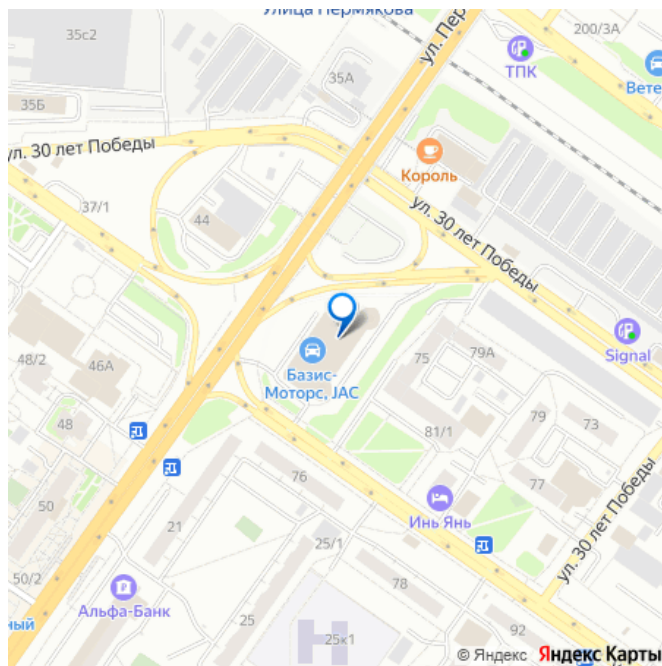 Улица Пермякова
35с2
200/3А
ТПК
35А
Вете
ул. Пер
35Б
ул. 30 лет Победы
Король
37/1
44
ул. 30 лет Победы
Signal
48/2
46А
Базис-
Моторс, JAC
75
79А
48
81/1
79
73
76
77
50
Инь Янь
21
25/1
ул. 30 лет Победы
50/2
Альфа-Банк
78
ный
25
25к1
92
© Яндекс Яндекс Карты